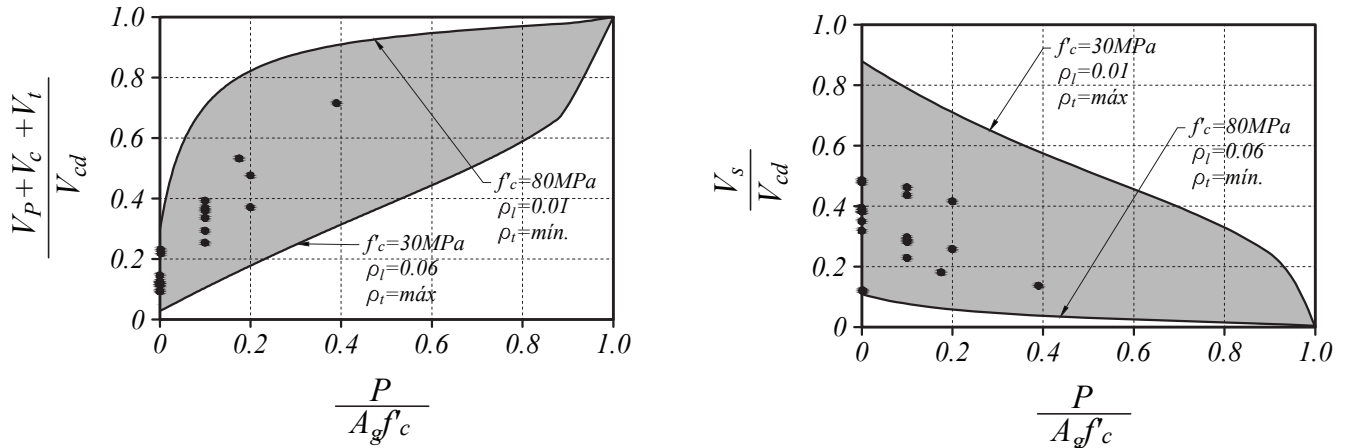 V_P+V_c+V_t
V_cd
1.0
0.8
0.6
0.4
0.2
0
0 0.2 0.4 0.6 0.8 1.0
f'c=80MPa
ρl=0.01
ρt=mín.
f'c=30MPa
ρl=0.06
ρt=máx
P
A_g f'c
V_s
V_cd
1.0
0.8
0.6
0.4
0.2
0
0 0.2 0.4 0.6 0.8 1.0
f'c=30MPa
ρl=0.01
ρt=máx
f'c=80MPa
ρl=0.06
ρt=mín.
P
A_g f'c